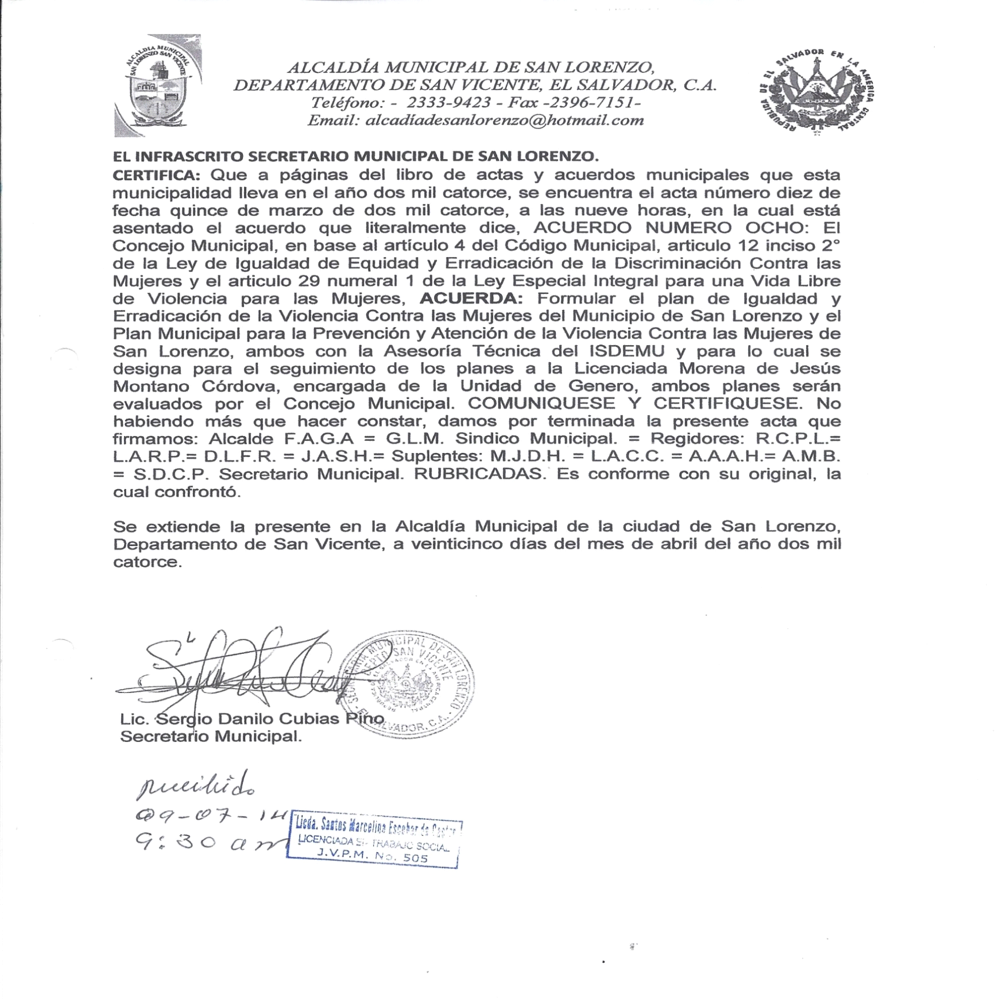 ALCALDIA MUNICIPAL
SAN LORENZO SAN VICENTE
ALCALDÍA MUNICIPAL DE SAN LORENZO,
DEPARTAMENTO DE SAN VICENTE, EL SALVADOR, C.A.
Teléfono: - 2333-9423 - Fax -2396-7151-
Email: alcadíadesanlorenzo@hotmail.com
REPUBLICA DE EL SALVADOR EN LA AMERICA CENTRAL
EL INFRASCRITO SECRETARIO MUNICIPAL DE SAN LORENZO.
CERTIFICA: Que a páginas del libro de actas y acuerdos municipales que esta
municipalidad lleva en el año dos mil catorce, se encuentra el acta número diez de
fecha quince de marzo de dos mil catorce, a las nueve horas, en la cual está
asentado el acuerdo que literalmente dice, ACUERDO NUMERO OCHO: El
Concejo Municipal, en base al artículo 4 del Código Municipal, articulo 12 inciso 2°
de la Ley de Igualdad de Equidad y Erradicación de la Discriminación Contra las
Mujeres y el articulo 29 numeral 1 de la Ley Especial Integral para una Vida Libre
de Violencia para las Mujeres, ACUERDA: Formular el plan de Igualdad y
Erradicación de la Violencia Contra las Mujeres del Municipio de San Lorenzo y el
Plan Municipal para la Prevención y Atención de la Violencia Contra las Mujeres de
San Lorenzo, ambos con la Asesoría Técnica del ISDEMU y para lo cual se
designa para el seguimiento de los planes a la Licenciada Morena de Jesús
Montano Córdova, encargada de la Unidad de Genero, ambos planes serán
evaluados por el Concejo Municipal. COMUNIQUESE Y CERTIFIQUESE. No
habiendo más que hacer constar, damos por terminada la presente acta que
firmamos: Alcalde F.A.G.A = G.L.M. Sindico Municipal. = Regidores: R.C.P.L.=
L.A.R.P.= D.L.F.R. = J.A.S.H.= Suplentes: M.J.D.H. = L.A.C.C. = A.A.A.H.= A.M.B.
= S.D.C.P. Secretario Municipal. RUBRICADAS. Es conforme con su original, la
cual confrontó.
Se extiende la presente en la Alcaldía Municipal de la ciudad de San Lorenzo,
Departamento de San Vicente, a veinticinco días del mes de abril del año dos mil
catorce.
SECRETARIA MUNICIPAL DE SAN LORENZO
DEPTO SAN VICENTE
EL SALVADOR, C.A.
Lic. Sergio Danilo Cubias Pino
Secretario Municipal.
recibido
09-07-14
9:30 am
Licda. Santos Marcelina Escobar de Castro
LICENCIADA TRABAJO SOCIAL
J.V.P.M. No. 505